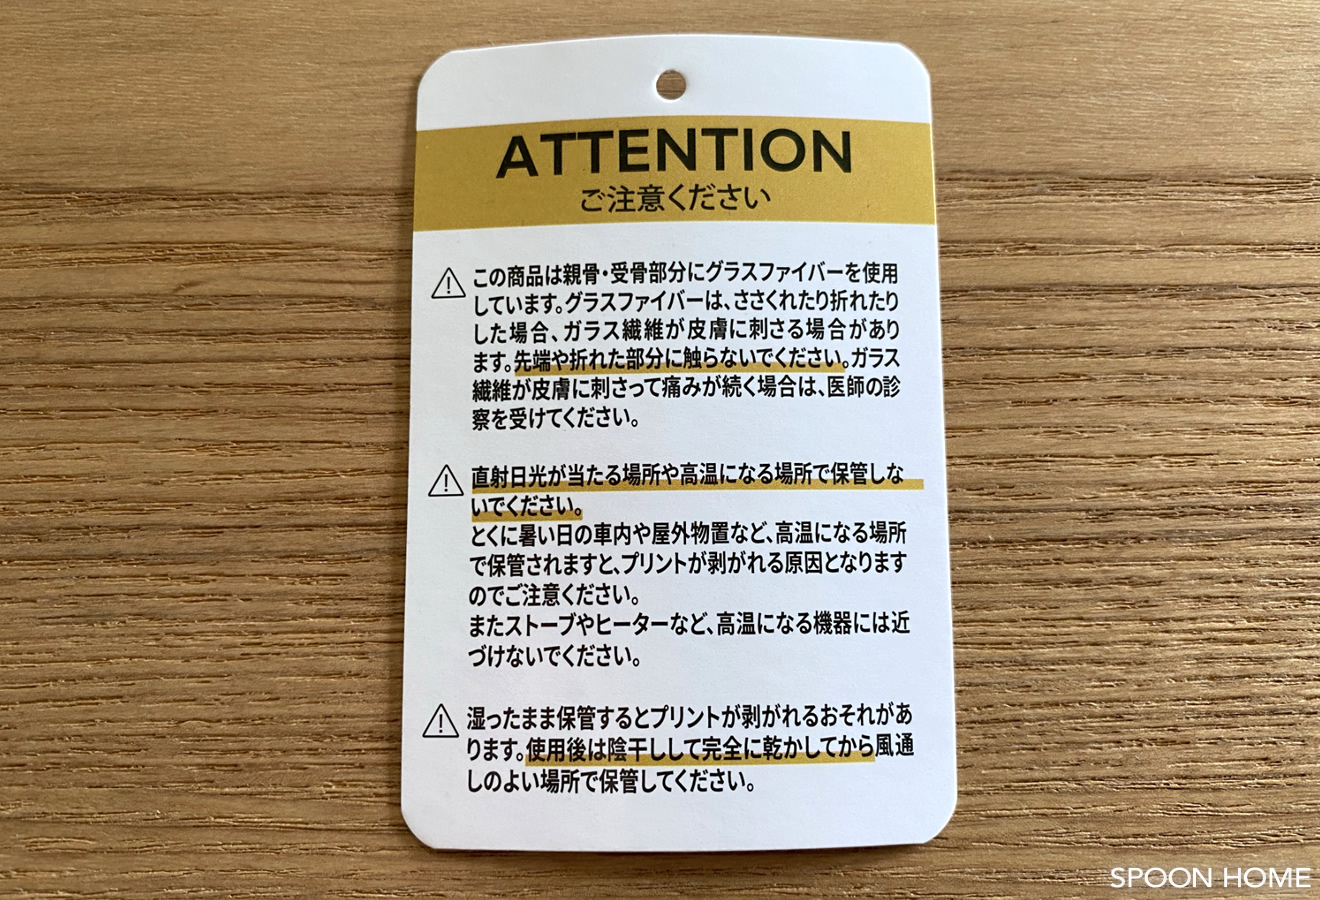 ATTENTION
ご注意ください
この商品は親骨・受骨部分にグラスファイバーを使用
しています。グラスファイバーは、ささくれたり折れたり
した場合、ガラス繊維が皮膚に刺さる場合があり
ます。先端や折れた部分に触らないでください。ガラス
繊維が皮膚に刺さって痛みが続く場合は、医師の診
察を受けてください。
直射日光が当たる場所や高温になる場所で保管しな
いでください。
とくに暑い日の車内や屋外物置など、高温になる場所
で保管されますと、プリントが剥がれる原因となります
のでご注意ください。
またストーブやヒーターなど、高温になる機器には近
づけないでください。
湿ったまま保管するとプリントが剥がれるおそれがあ
ります。使用後は陰干しして完全に乾かしてから風通
しのよい場所で保管してください。
SPOON HOME